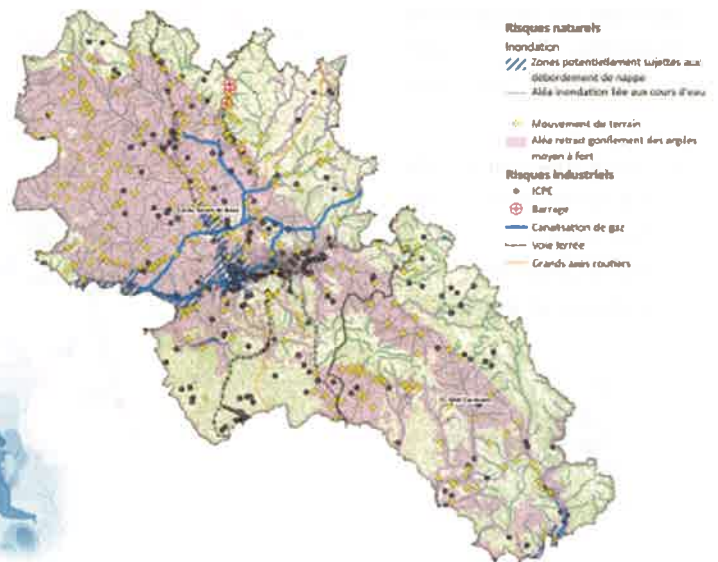 Risques naturels
Inondation
Zones potentiellement sujettes aux
débordement de nappe
Aléa inondation liée aux cours d'eau
Mouvement de terrain
Aléa retrait gonflement des argiles
moyen à fort
Risques industriels
ICPE
Barrage
Canalisation de gaz
Voie ferrée
Grands axes routiers